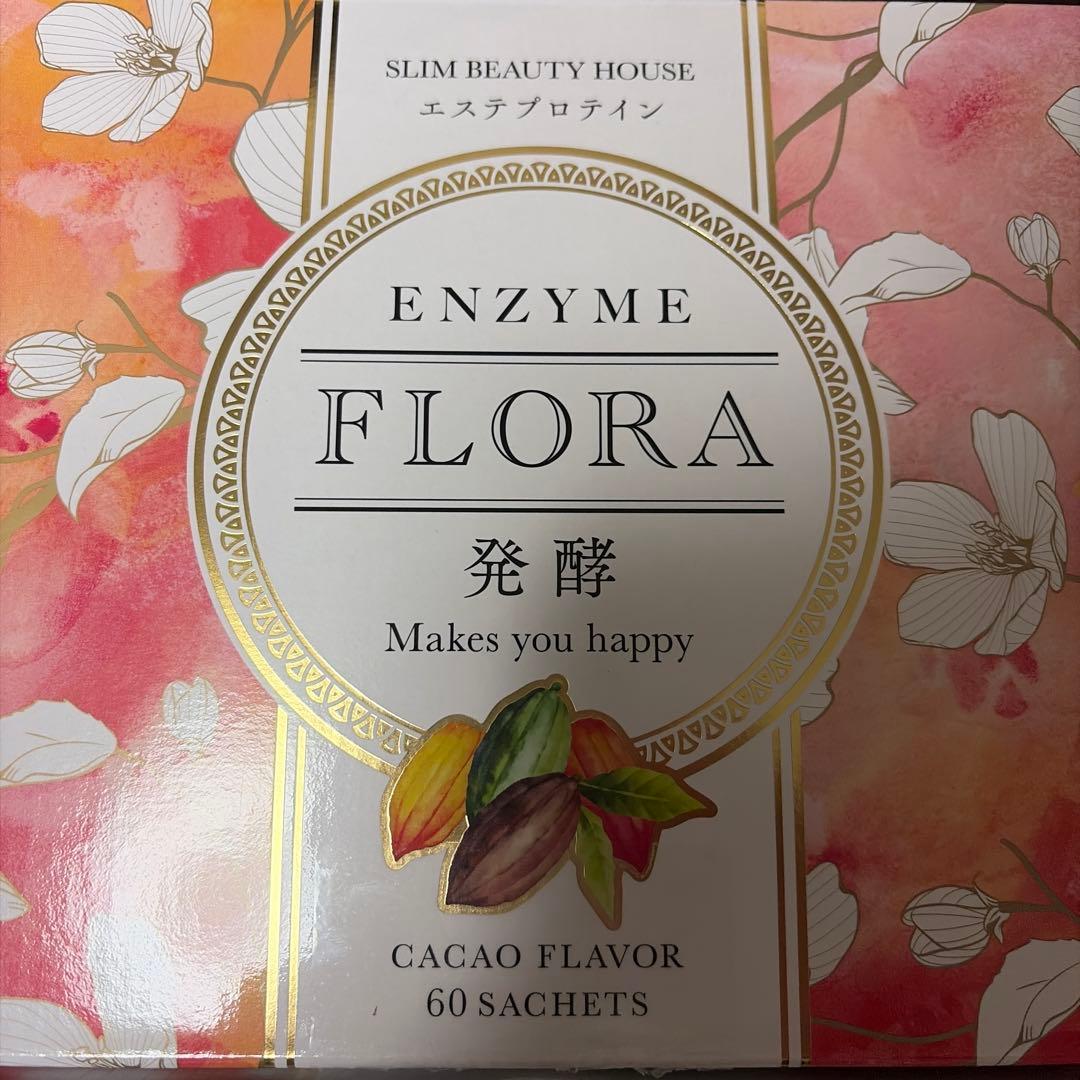 SLIM BEAUTY HOUSE
エステプロテイン
ENZYME
FLORA
発酵
Makes you happy
CACAO FLAVOR
60 SACHETS